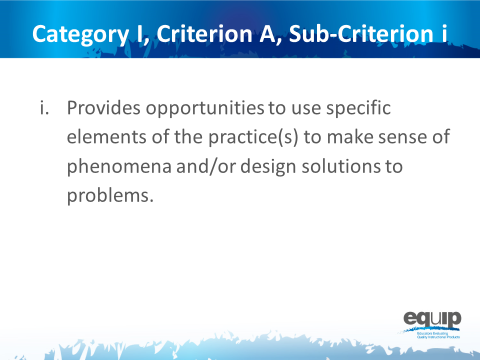 Category I, Criterion A, Sub-Criterion i
i. Provides opportunities to use specific
elements of the practice(s) to make sense of
phenomena and/or design solutions to
problems.
equip
Educators Evaluating
Quality Instructional Products